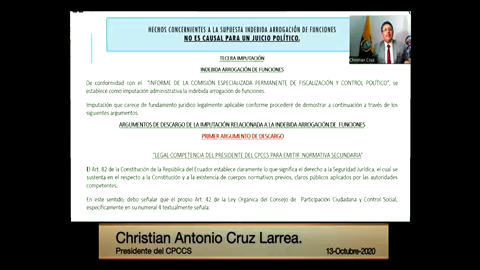 HECHOS CONCERNIENTES A LA SUPUESTA INDEBIDA ARROGACIÓN DE FUNCIONES
NO ES CAUSAL PARA UN JUICIO POLÍTICO.
Christian Cruz
TECERA IMPUTACIÓN
INDEBIDA ARROGACIÓN DE FUNCIONES
De conformidad con el "INFORME DE LA COMISIÓN ESPECIALIZADA PERMANENTE DE FISCALIZACIÓN Y CONTROL POLÍTICO", se
establece como imputación administrativa la indebida arrogación de funciones.
Imputación que carece de fundamento jurídico legalmente aplicable conforme procederé de demostrar a continuación a través de los
siguientes argumentos.
ARGUMENTOS DE DESCARGO DE LA IMPUTACIÓN RELACIONADA A LA INDEBIDA ARROGACIÓN DE FUNCIONES
PRIMER ARGUMENTO DE DESCARGO
"LEGAL COMPETENCIA DEL PRESIDENTE DEL CPCCS PARA EMITIR NORMATIVA SECUNDARIA"
El Art. 82 de la Constitución de la República del Ecuador establece claramente lo que significa el derecho a la Seguridad Jurídica, el cual se
sustenta en el respecto a la Constitución y a la existencia de cuerpos normativos previos, claros públicos aplicados por las autoridades
competentes.
En este sentido, debo señalar que el propio Art. 42 de la Ley Orgánica del Consejo de Participación Ciudadana y Control Social,
específicamente en su numeral 4 textualmente señala:
Christian Antonio Cruz Larrea.
Presidente del CPCCS
13-Octubre-2020